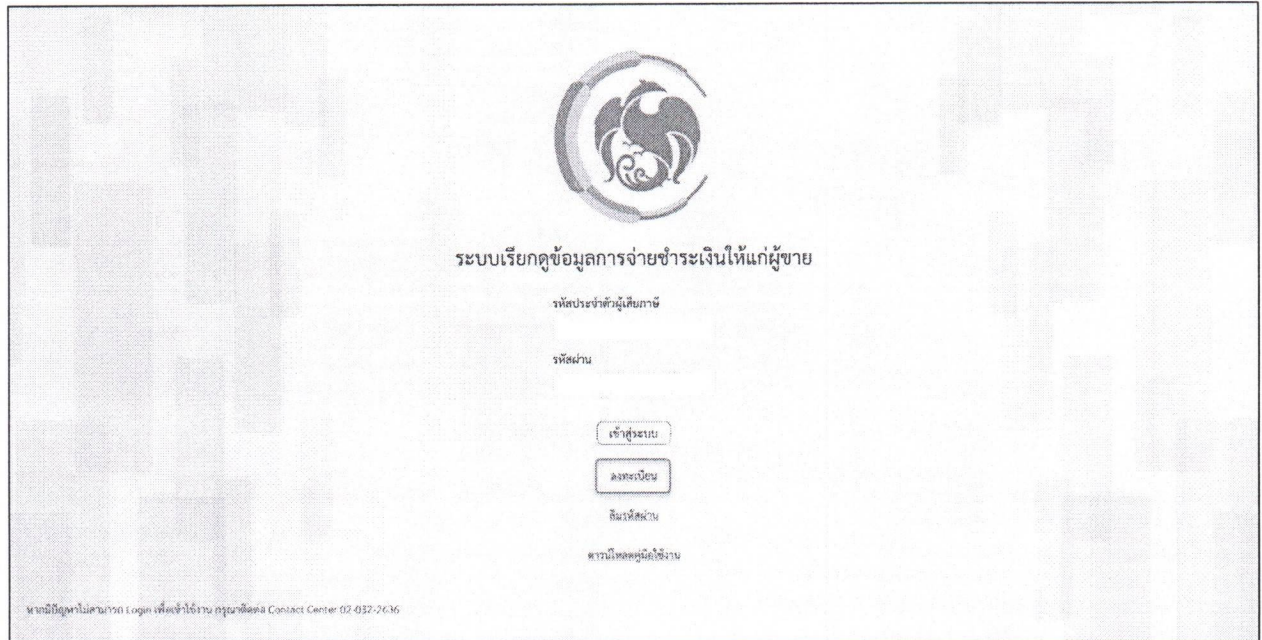 ระบบเรียกดูข้อมูลการจ่ายชำระเงินให้แก่ผู้ขาย
รหัสประจำตัวผู้เสียภาษี
รหัสผ่าน
เข้าสู่ระบบ
ลงทะเบียน
ลืมรหัสผ่าน
ดาวน์โหลดคู่มือใช้งาน
หากมีปัญหาไม่สามารถ Login เพื่อเข้าใช้งาน กรุณาติดต่อ Contact Center 02-032-2636